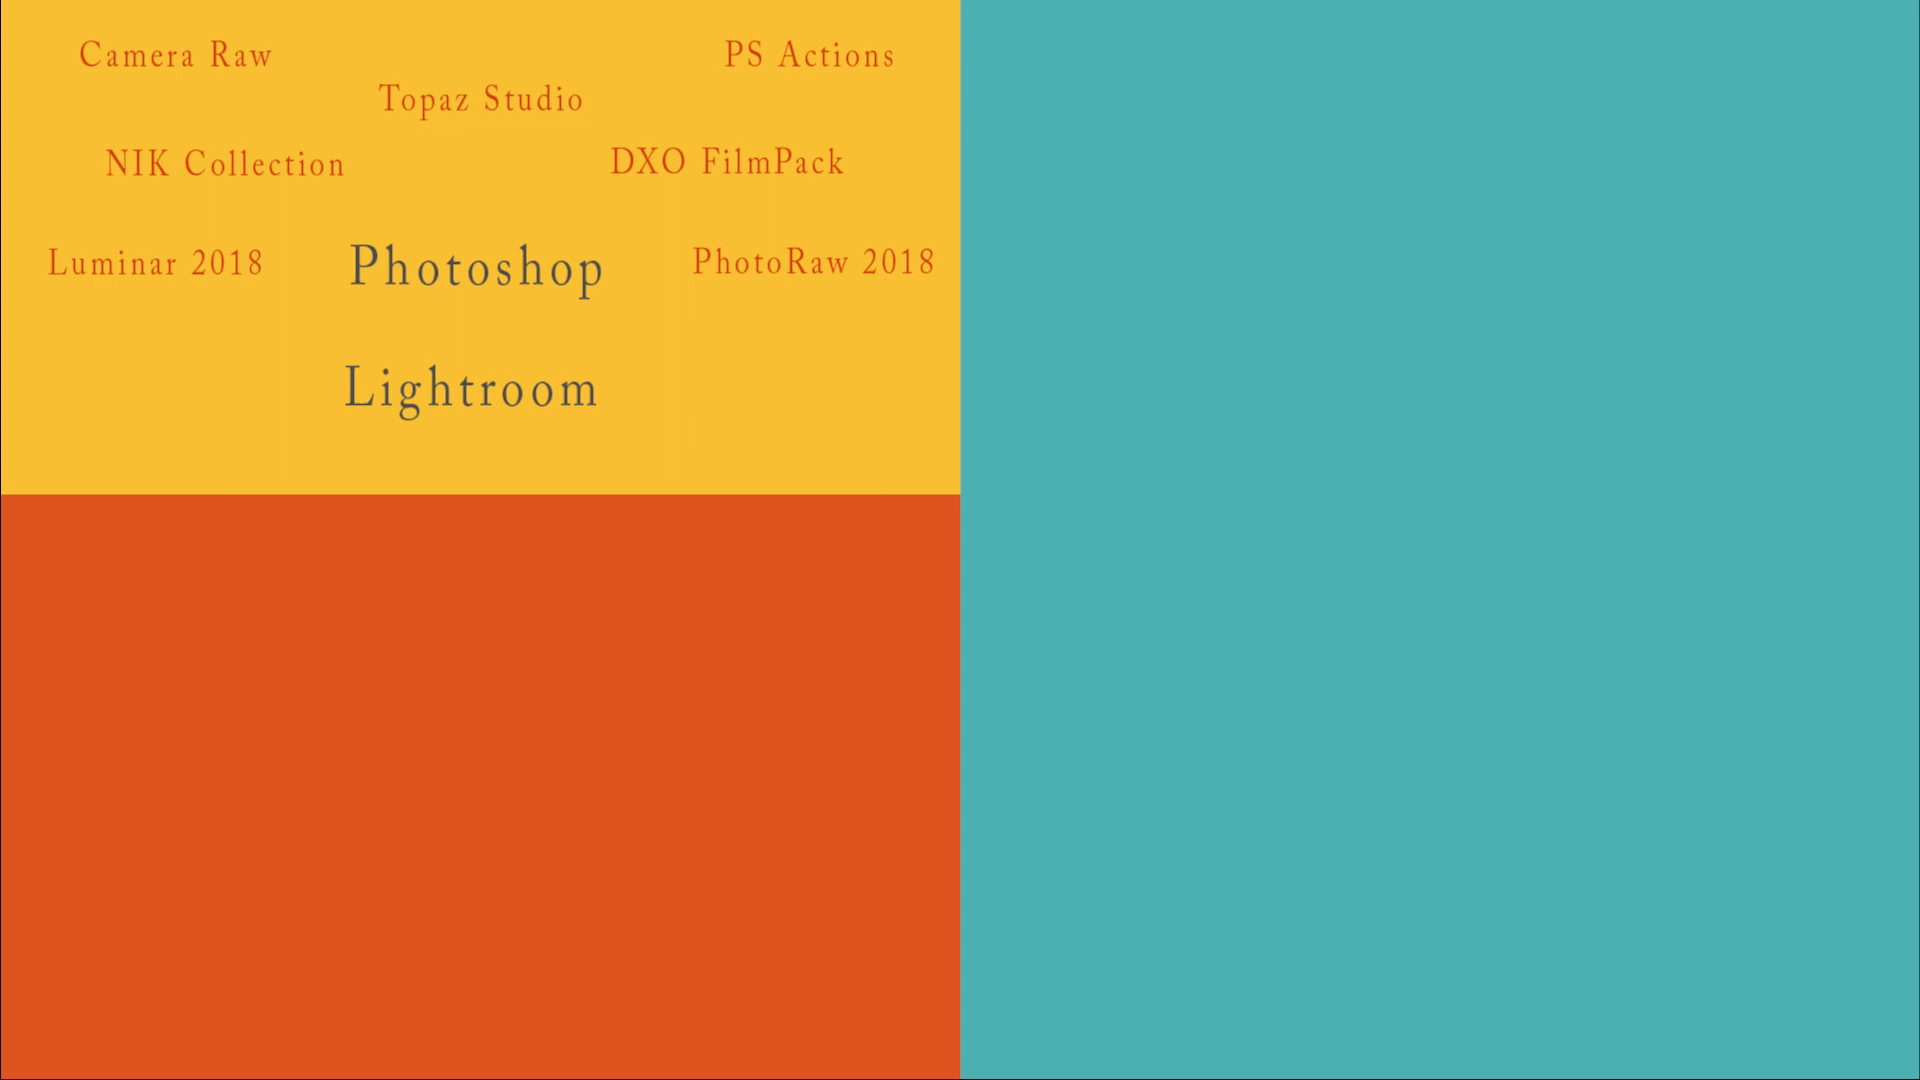 Camera Raw
PS Actions
Topaz Studio
NIK Collection
DXO FilmPack
Luminar 2018
Photoshop
PhotoRaw 2018
Lightroom